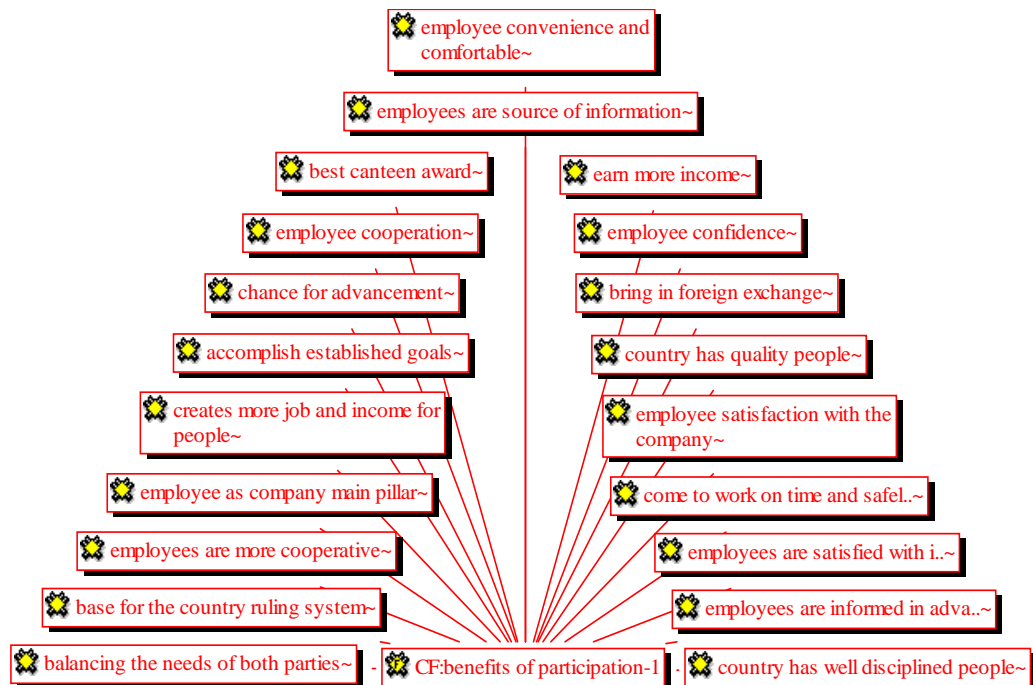 employee convenience and
comfortable~
employees are source of information~
best canteen award~
earn more income~
employee cooperation~
employee confidence~
chance for advancement~
bring in foreign exchange~
accomplish established goals~
country has quality people~
creates more job and income for
people~
employee satisfaction with the
company~
employee as company main pillar~
come to work on time and safel..~
employees are more cooperative~
employees are satisfied with i..~
base for the country ruling system~
employees are informed in adva..~
balancing the needs of both parties~
CF:benefits of participation-1
country has well disciplined people~